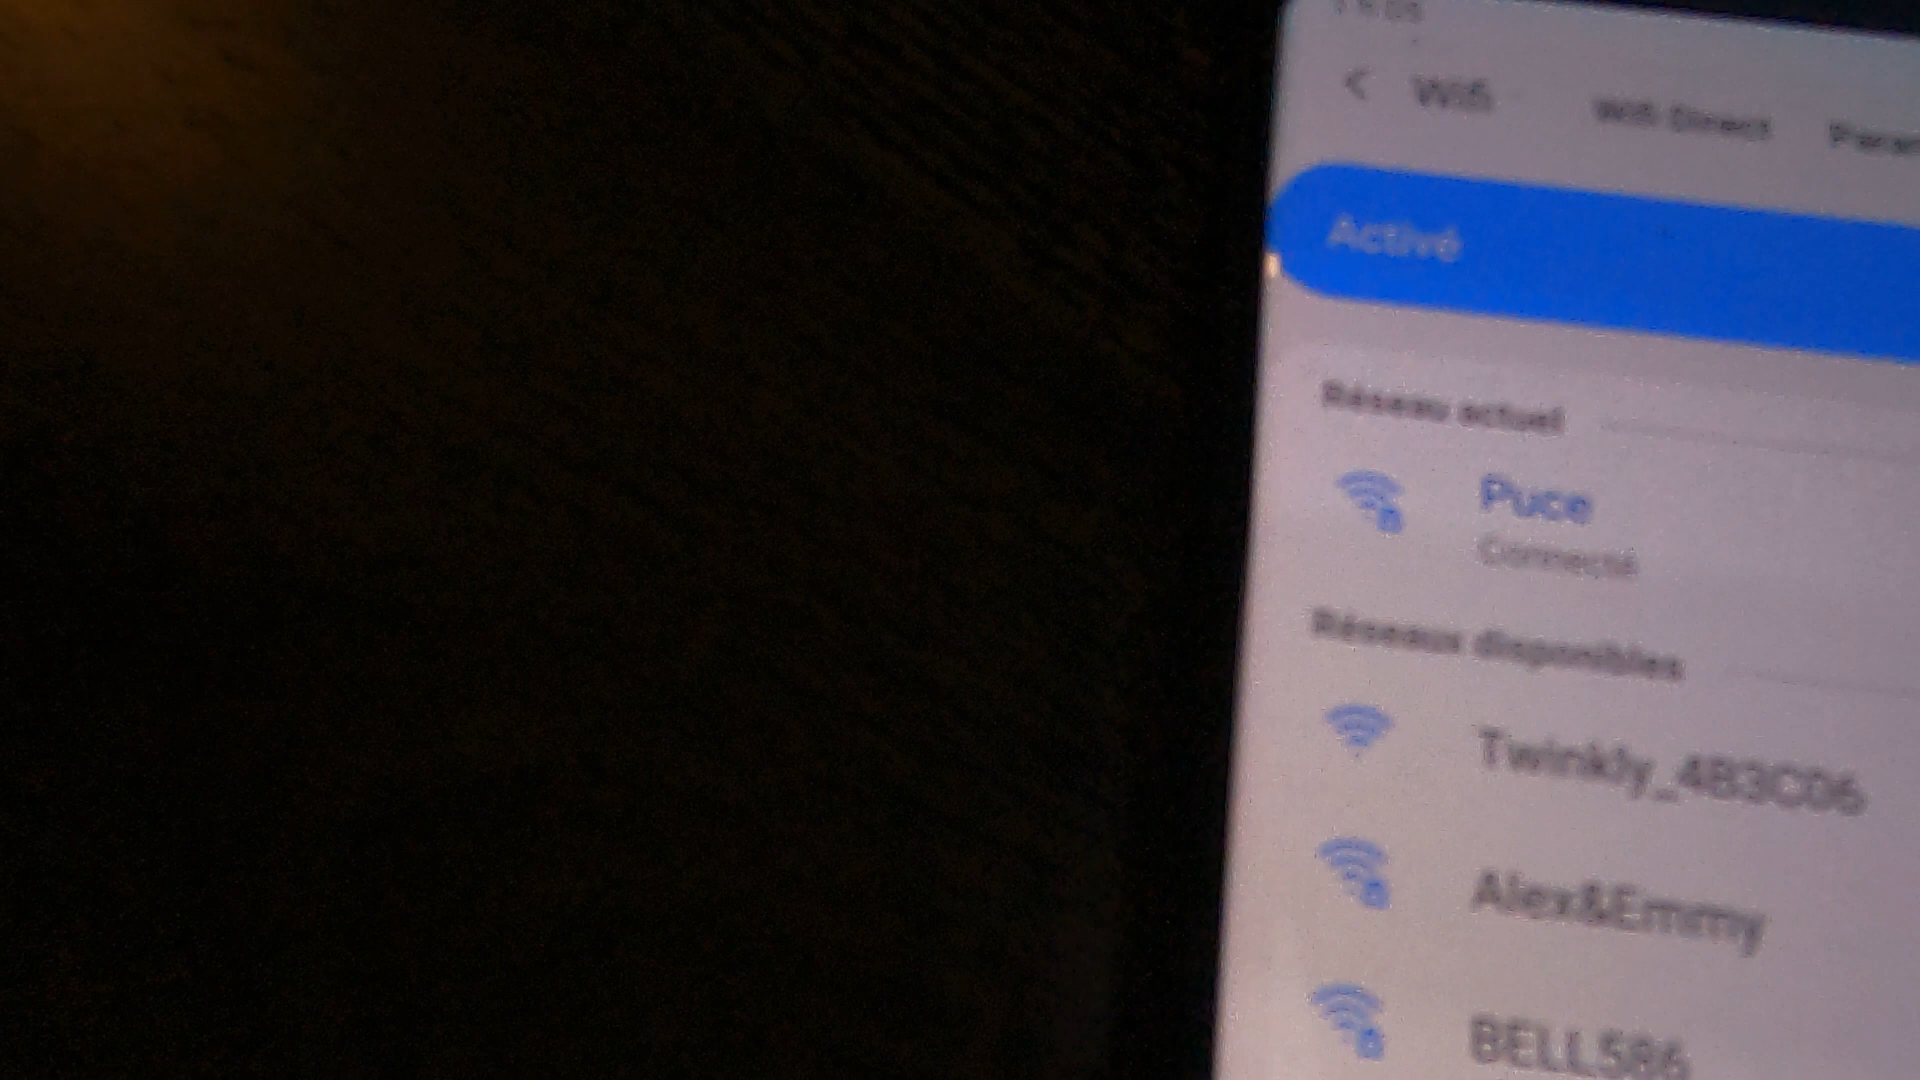 Wifi Wifi Direct
Activé
Réseau actuel
Puce
Connecté
Réseaux disponibles
Twinkly_4B3C06
Alex&Emmy
BELL586